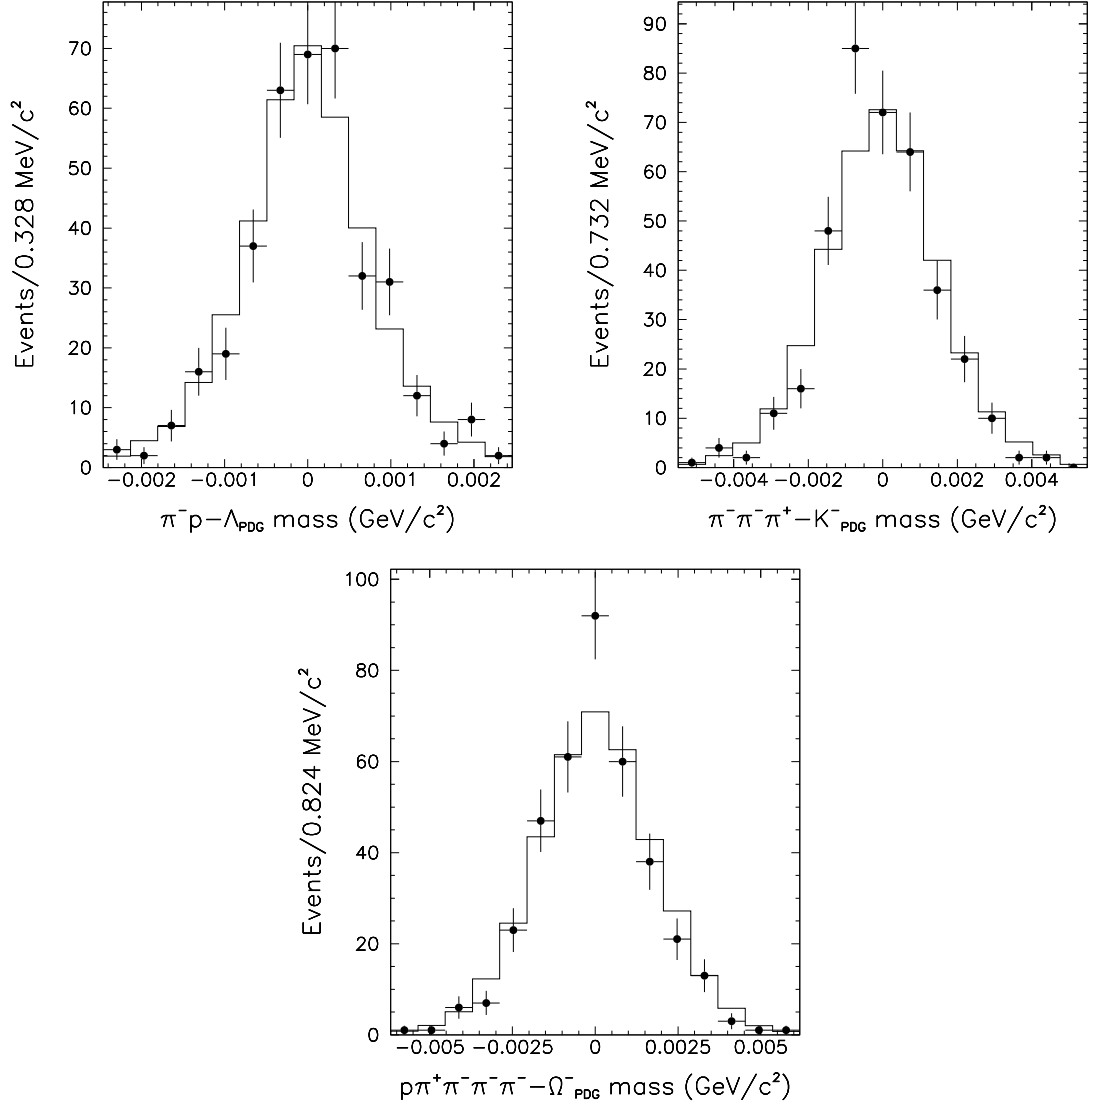 Events/0.328 MeV/c²
70
60
50
40
30
20
10
0
−0.002 −0.001 0 0.001 0.002
π⁻p−Λ_PDG mass (GeV/c²)
Events/0.732 MeV/c²
90
80
70
60
50
40
30
20
10
0
−0.004 −0.002 0 0.002 0.004
π⁻π⁻π⁺−K⁻_PDG mass (GeV/c²)
Events/0.824 MeV/c²
100
80
60
40
20
0
−0.005 −0.0025 0 0.0025 0.005
pπ⁺π⁻π⁻π⁻−Ω⁻_PDG mass (GeV/c²)